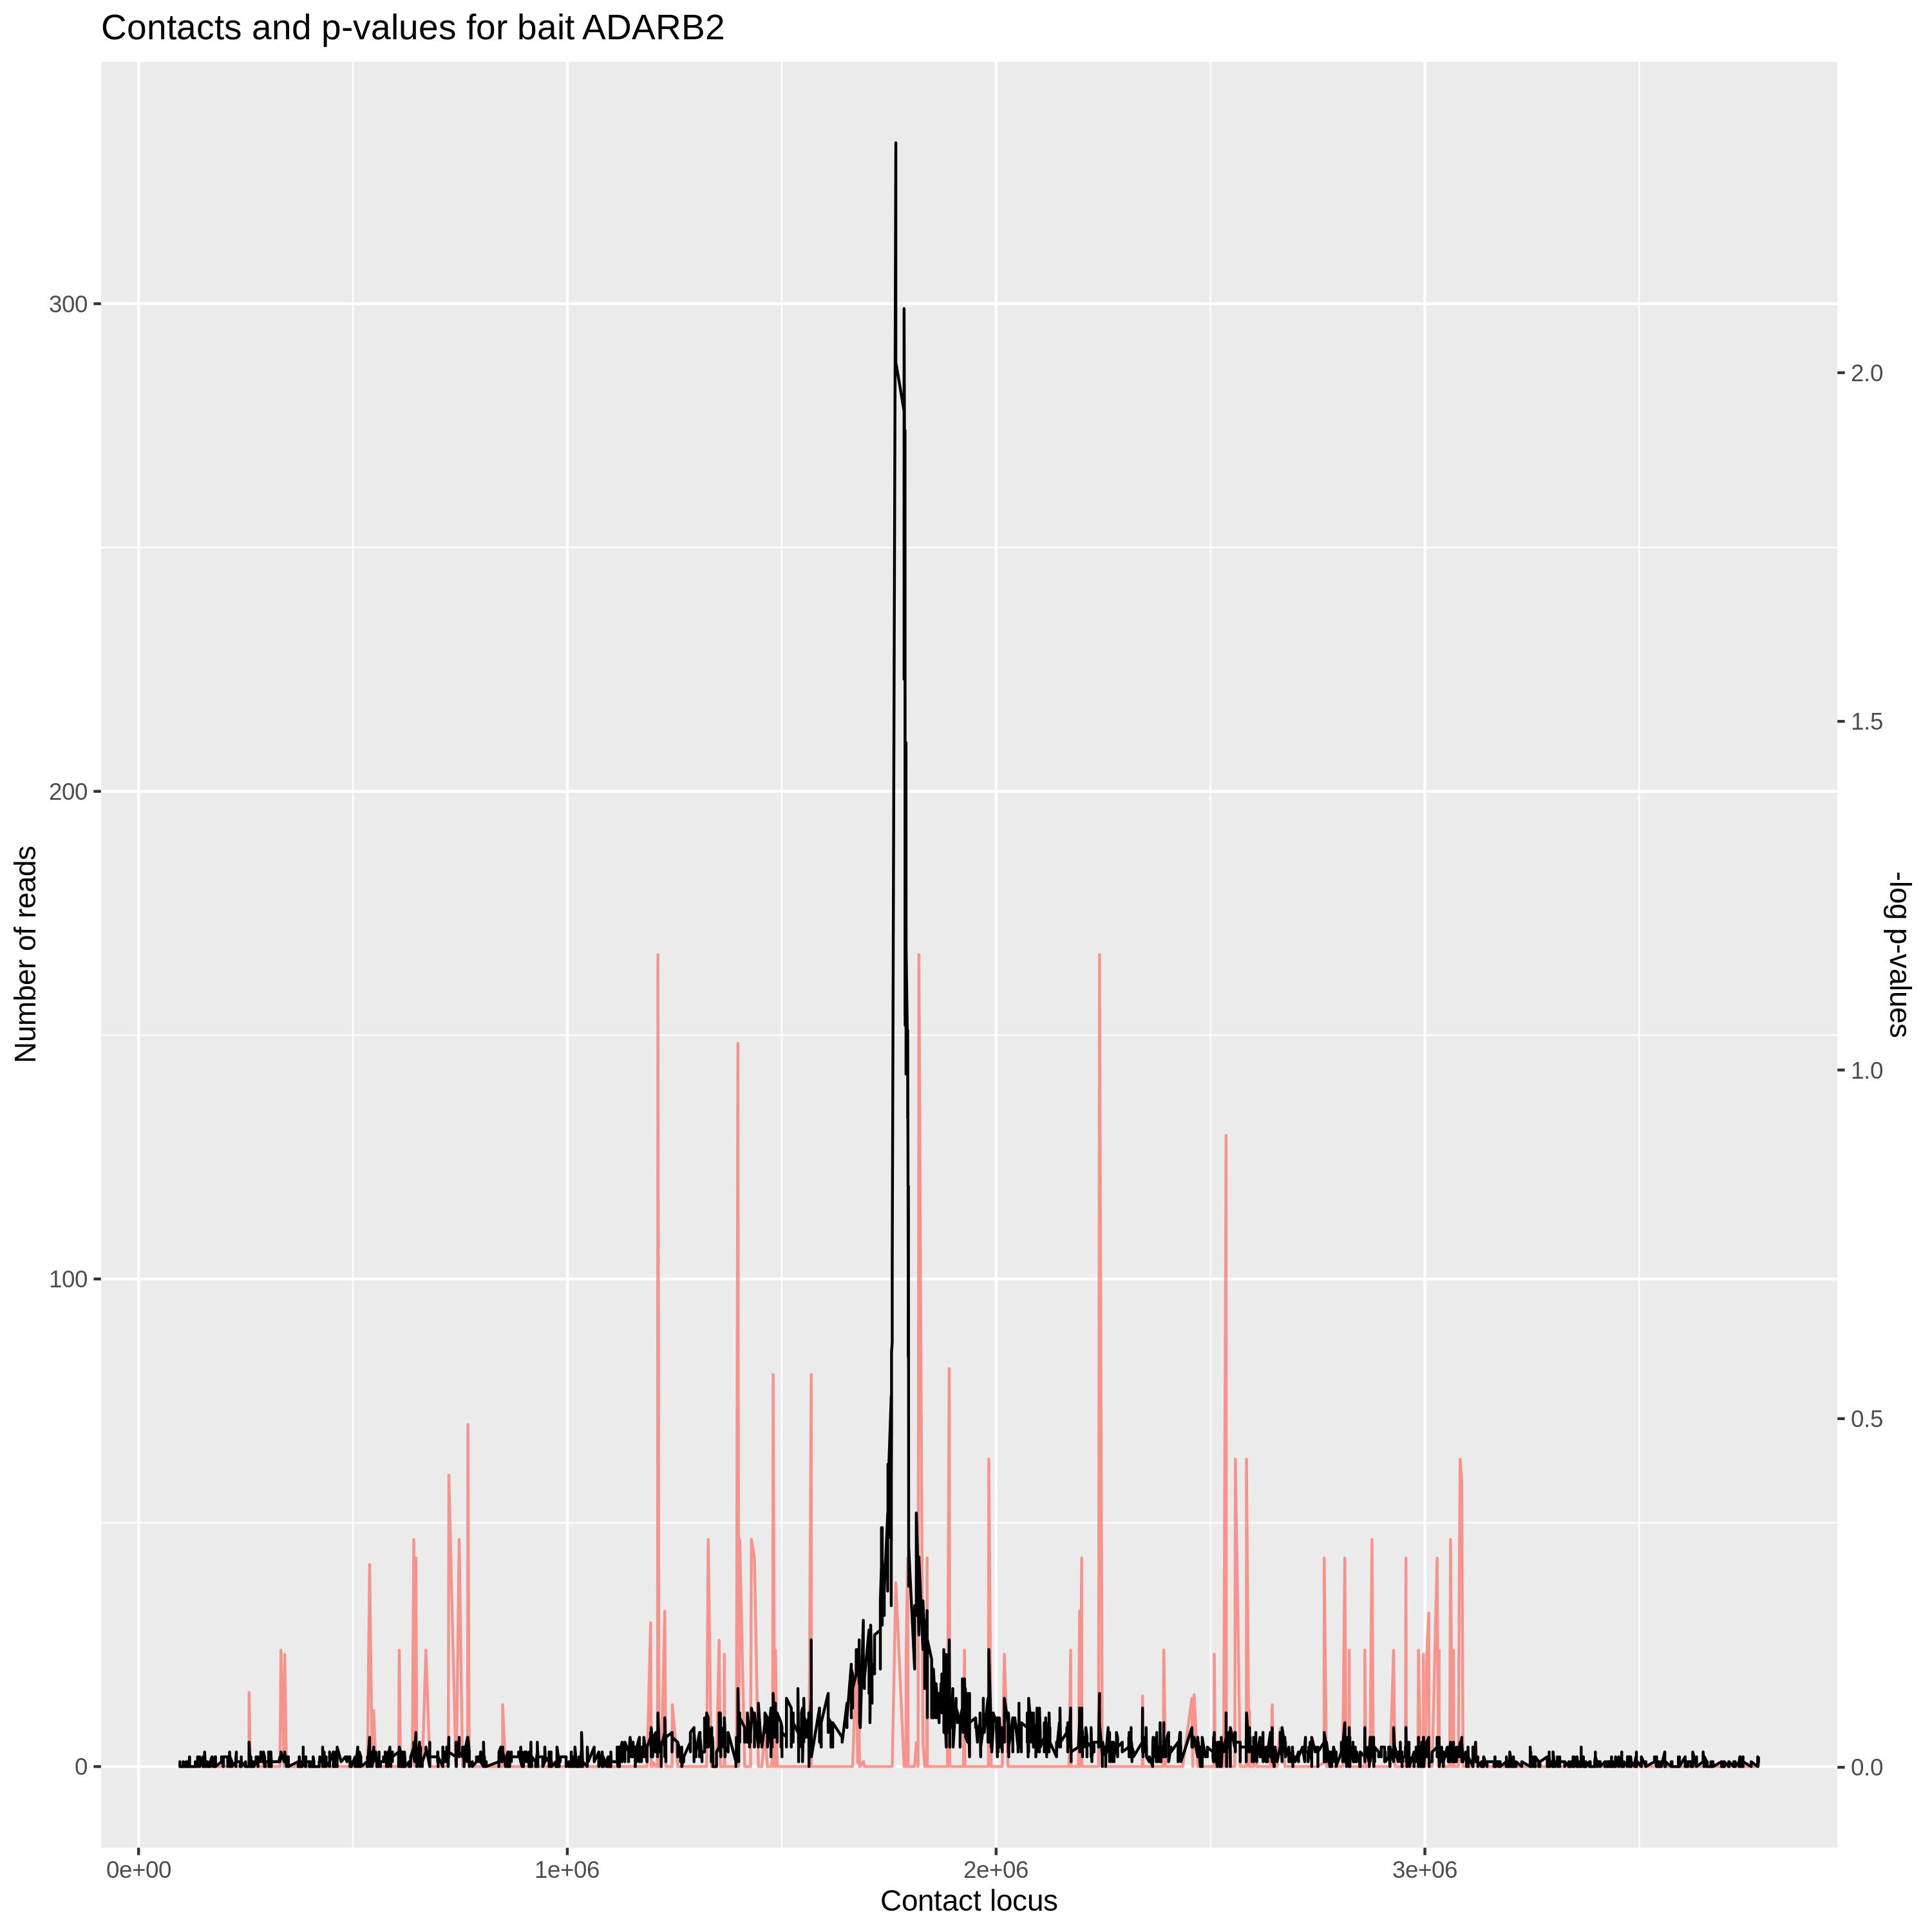 Contacts and p-values for bait ADARB2
300
200
100
0
Number of reads
2.0
1.5
1.0
0.5
0.0
-log p-values
0e+00
1e+06
2e+06
3e+06
Contact locus